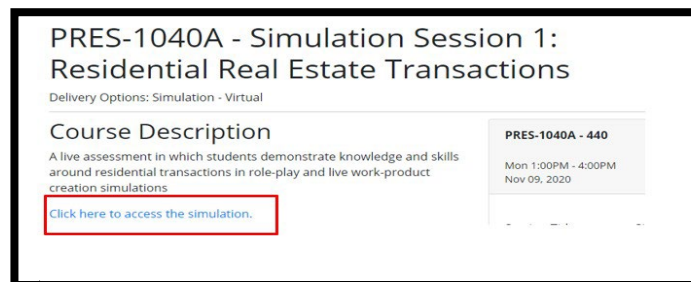 PRES-1040A - Simulation Session 1:
Residential Real Estate Transactions
Delivery Options: Simulation - Virtual
Course Description
A live assessment in which students demonstrate knowledge and skills
around residential transactions in role-play and live work-product
creation simulations
Click here to access the simulation.
PRES-1040A - 440
Mon 1:00PM - 4:00PM
Nov 09, 2020